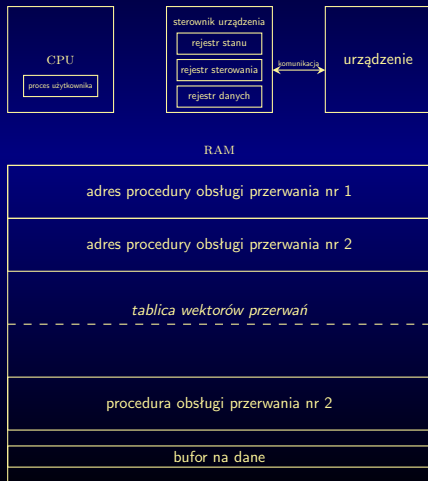 CPU
proces użytkownika
sterownik urządzenia
rejestr stanu
rejestr sterowania
rejestr danych
komunikacja
urządzenie
RAM
adres procedury obsługi przerwania nr 1
adres procedury obsługi przerwania nr 2
tablica wektorów przerwań
procedura obsługi przerwania nr 2
bufor na dane